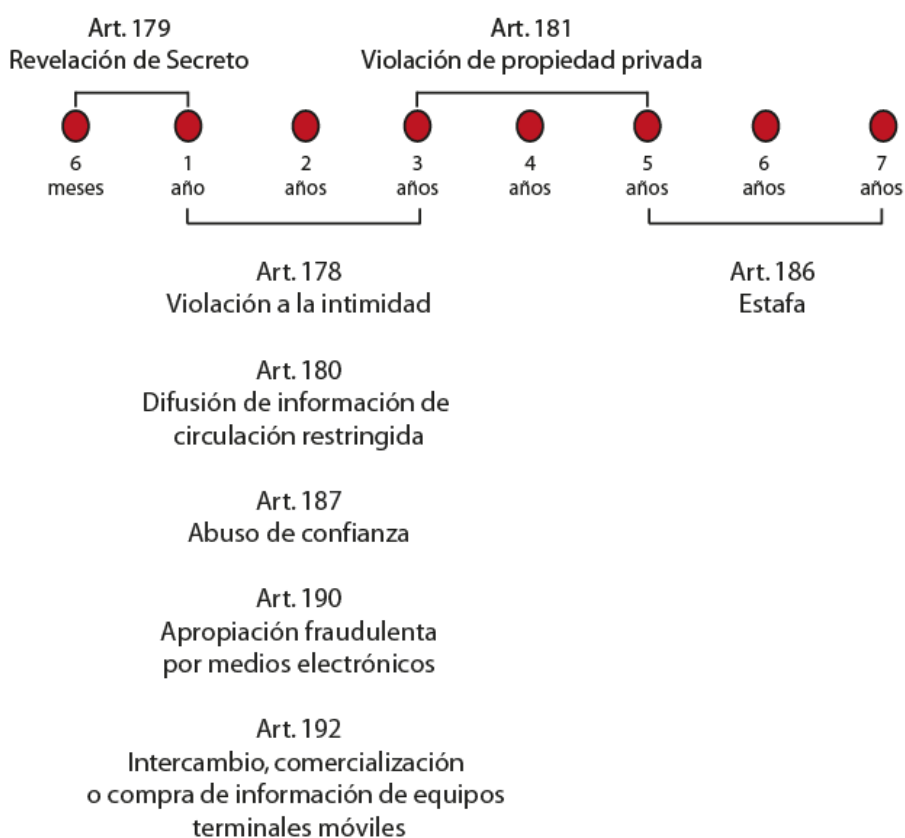 Art. 179
Revelación de Secreto
Art. 181
Violación de propiedad privada
6
meses
1
año
2
años
3
años
4
años
5
años
6
años
7
años
Art. 178
Violación a la intimidad
Art. 186
Estafa
Art. 180
Difusión de información de
circulación restringida
Art. 187
Abuso de confianza
Art. 190
Apropiación fraudulenta
por medios electrónicos
Art. 192
Intercambio, comercialización
o compra de información de equipos
terminales móviles